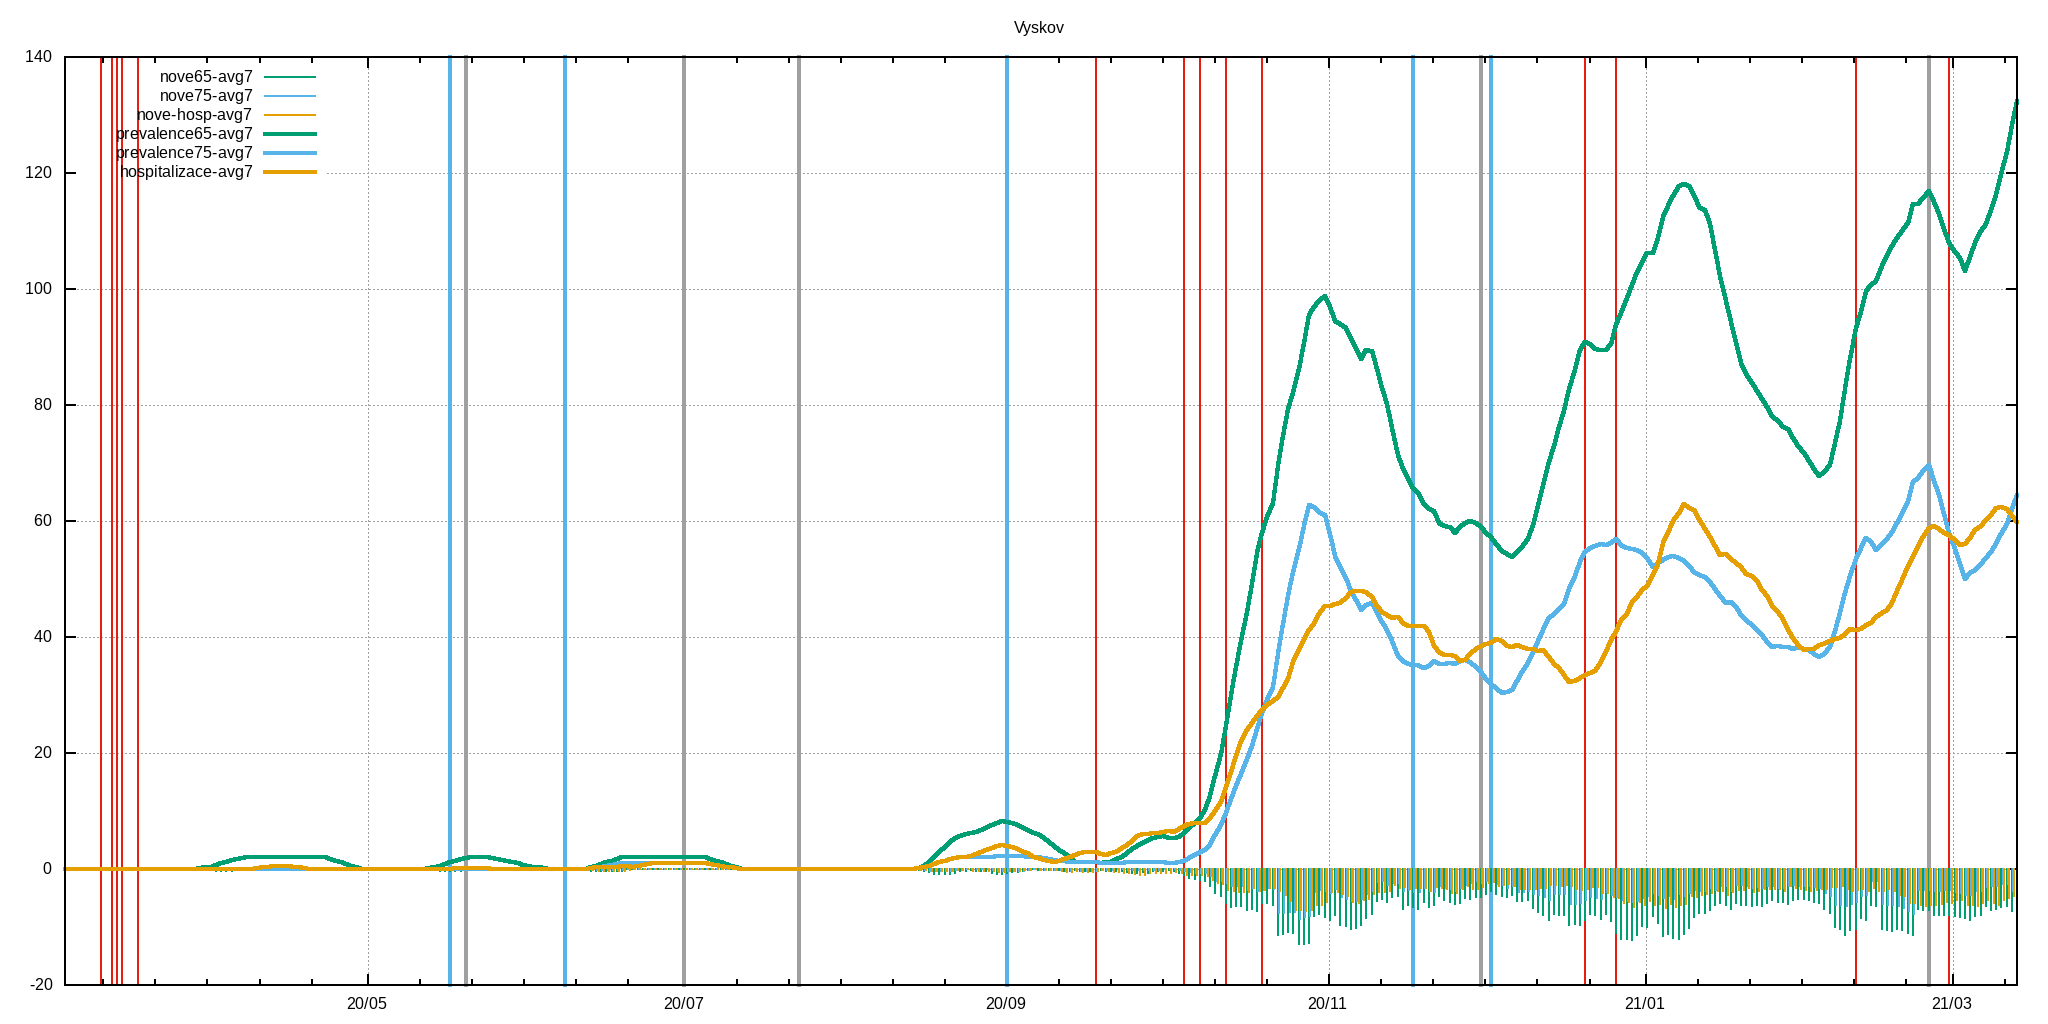 Vyskov
140
120
100
80
60
40
20
0
-20
nove65-avg7
nove75-avg7
nove-hosp-avg7
prevalence65-avg7
prevalence75-avg7
hospitalizace-avg7
20/05 20/07 20/09 20/11 21/01 21/03